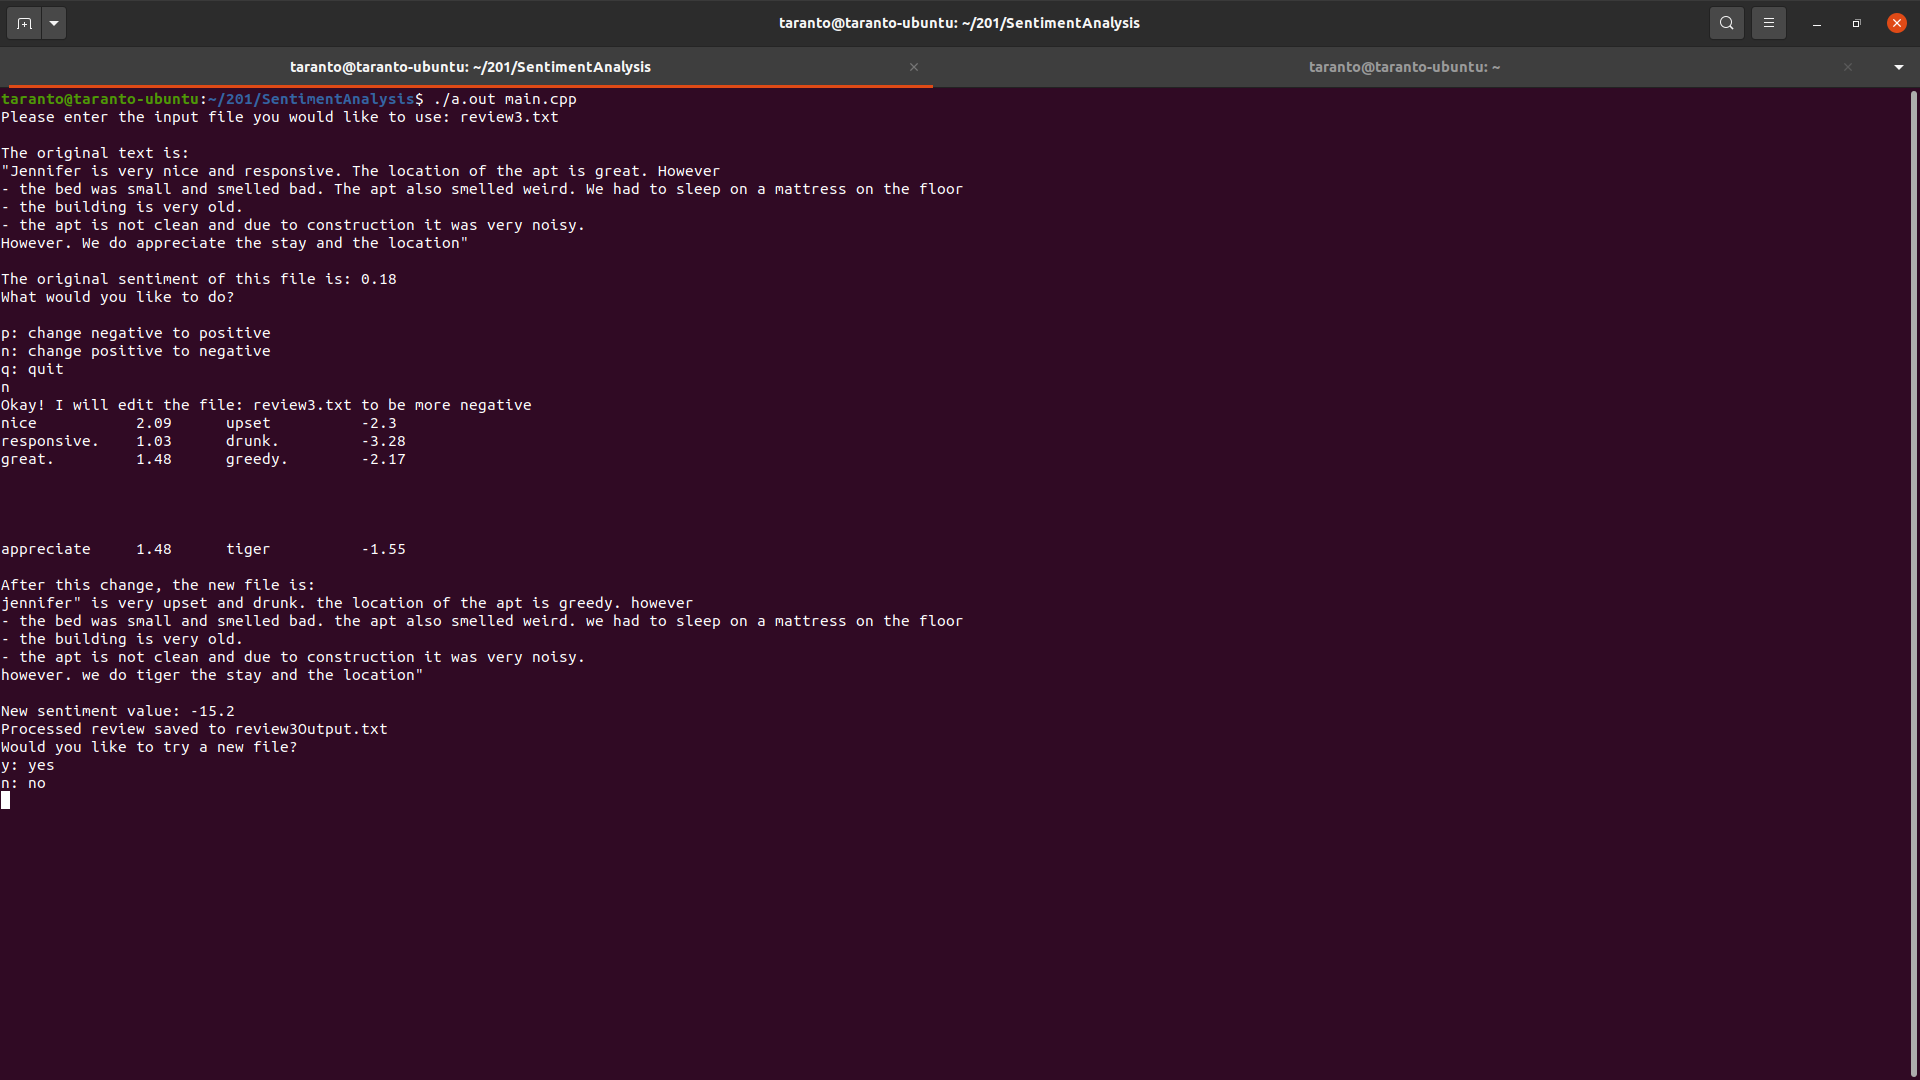 taranto@taranto-ubuntu: ~/201/SentimentAnalysis
taranto@taranto-ubuntu: ~/201/SentimentAnalysis
taranto@taranto-ubuntu: ~
taranto@taranto-ubuntu:~/201/SentimentAnalysis$ ./a.out main.cpp
Please enter the input file you would like to use: review3.txt
The original text is:
"Jennifer is very nice and responsive. The location of the apt is great. However
- the bed was small and smelled bad. The apt also smelled weird. We had to sleep on a mattress on the floor
- the building is very old.
- the apt is not clean and due to construction it was very noisy.
However. We do appreciate the stay and the location"
The original sentiment of this file is: 0.18
What would you like to do?
p: change negative to positive
n: change positive to negative
q: quit
n
Okay! I will edit the file: review3.txt to be more negative
nice 2.09 upset -2.3
responsive. 1.03 drunk. -3.28
great. 1.48 greedy. -2.17
appreciate 1.48 tiger -1.55
After this change, the new file is:
jennifer" is very upset and drunk. the location of the apt is greedy. however
- the bed was small and smelled bad. the apt also smelled weird. we had to sleep on a mattress on the floor
- the building is very old.
- the apt is not clean and due to construction it was very noisy.
however. we do tiger the stay and the location"
New sentiment value: -15.2
Processed review saved to review3Output.txt
Would you like to try a new file?
y: yes
n: no